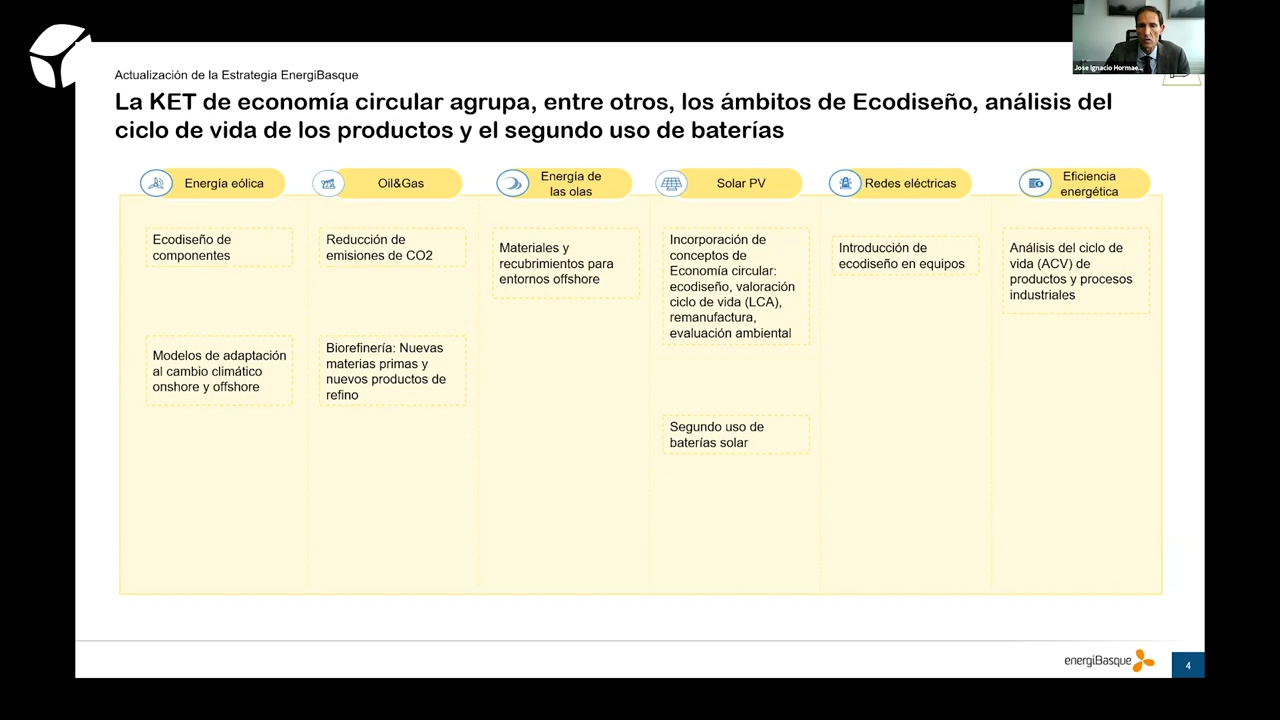 Jose Ignacio Hormae...
Actualización de la Estrategia EnergiBasque
La KET de economía circular agrupa, entre otros, los ámbitos de Ecodiseño, análisis del
ciclo de vida de los productos y el segundo uso de baterías
Energía eólica
Oil&Gas
Energía de
las olas
Solar PV
Redes eléctricas
Eficiencia
energética
Ecodiseño de
componentes
Modelos de adaptación
al cambio climático
onshore y offshore
Reducción de
emisiones de CO2
Biorefinería: Nuevas
materias primas y
nuevos productos de
refino
Materiales y
recubrimientos para
entornos offshore
Incorporación de
conceptos de
Economía circular:
ecodiseño, valoración
ciclo de vida (LCA),
remanufactura,
evaluación ambiental
Segundo uso de
baterías solar
Introducción de
ecodiseño en equipos
Análisis del ciclo de
vida (ACV) de
productos y procesos
industriales
energiBasque
4